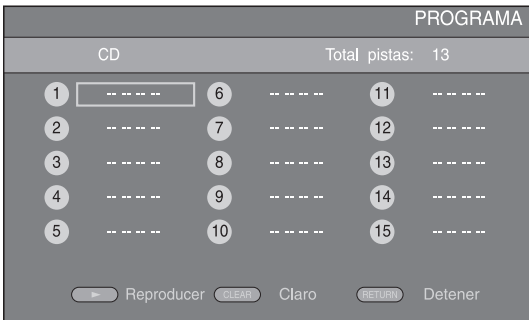 PROGRAMA
CD Total pistas: 13
1 -- -- -- -- 6 -- -- -- -- 11 -- -- -- --
2 -- -- -- -- 7 -- -- -- -- 12 -- -- -- --
3 -- -- -- -- 8 -- -- -- -- 13 -- -- -- --
4 -- -- -- -- 9 -- -- -- -- 14 -- -- -- --
5 -- -- -- -- 10 -- -- -- -- 15 -- -- -- --
Reproducer CLEAR Claro RETURN Detener